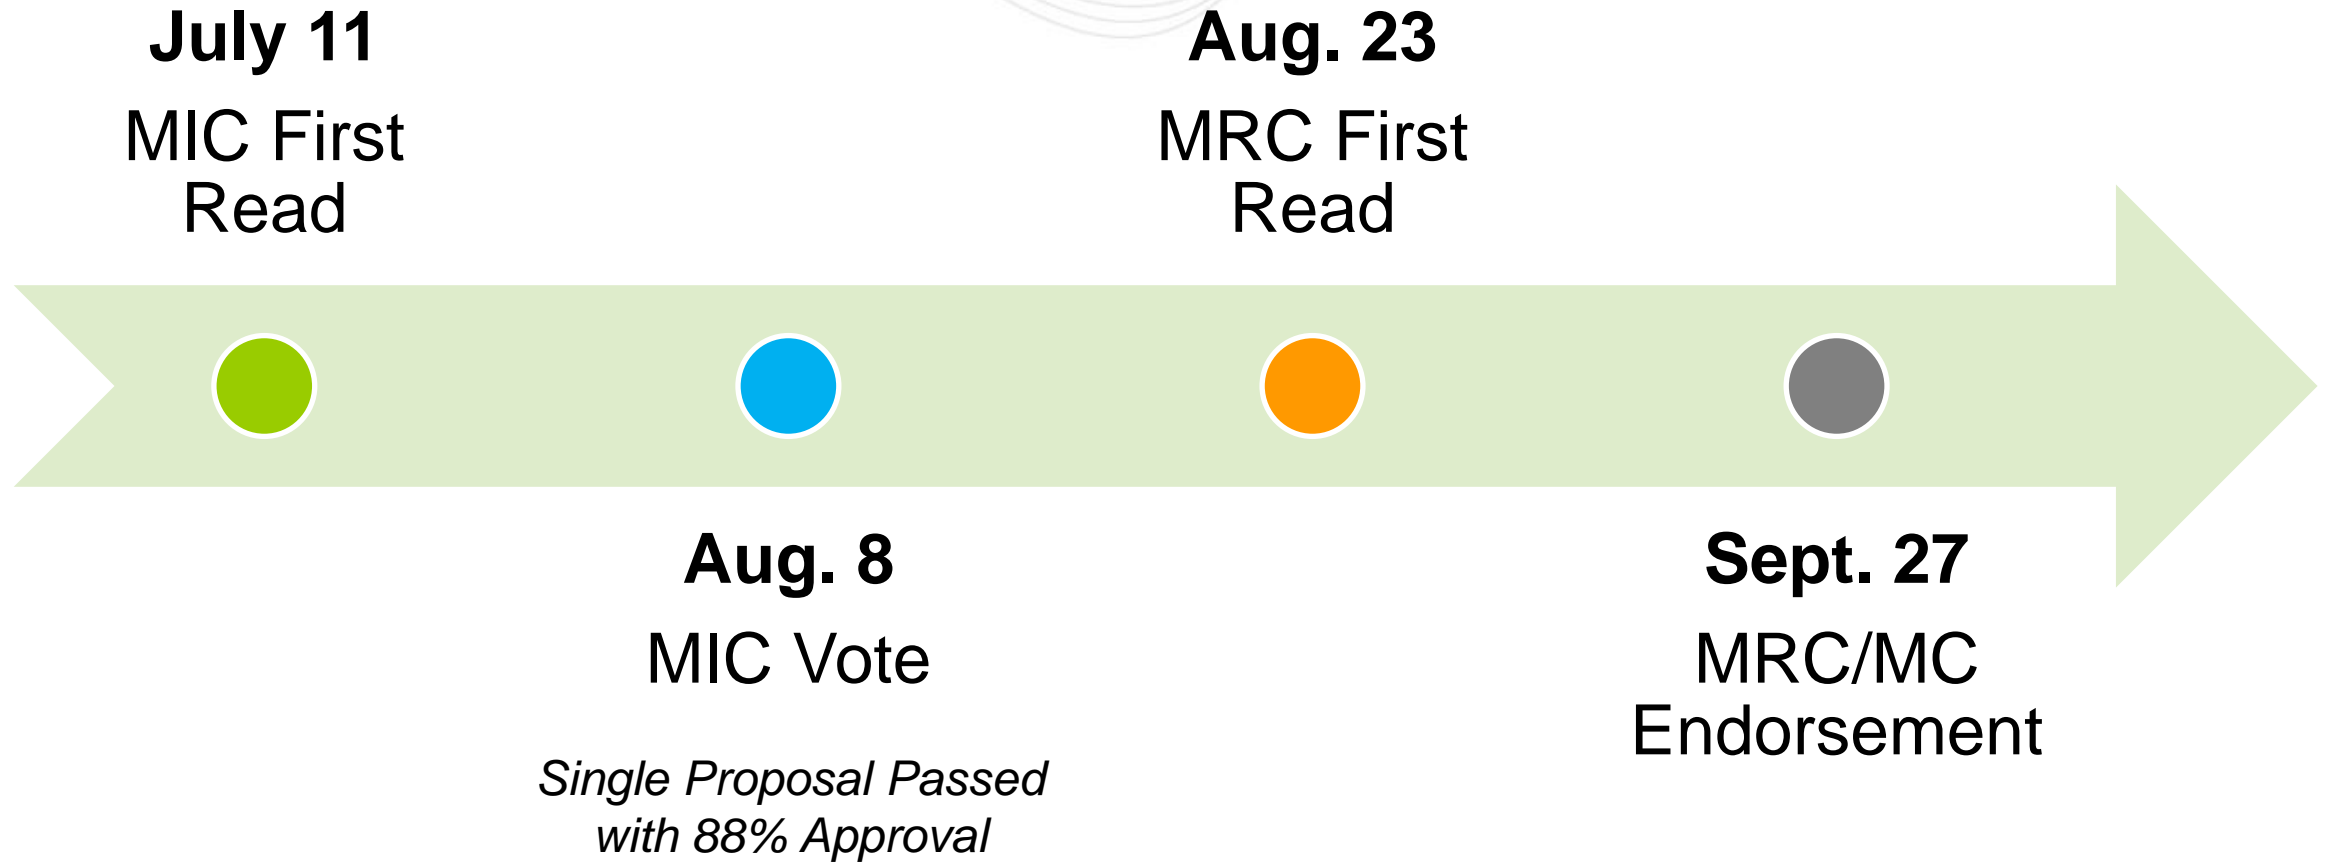 July 11
MIC First
Read
Aug. 8
MIC Vote
Single Proposal Passed
with 88% Approval
Aug. 23
MRC First
Read
Sept. 27
MRC/MC
Endorsement